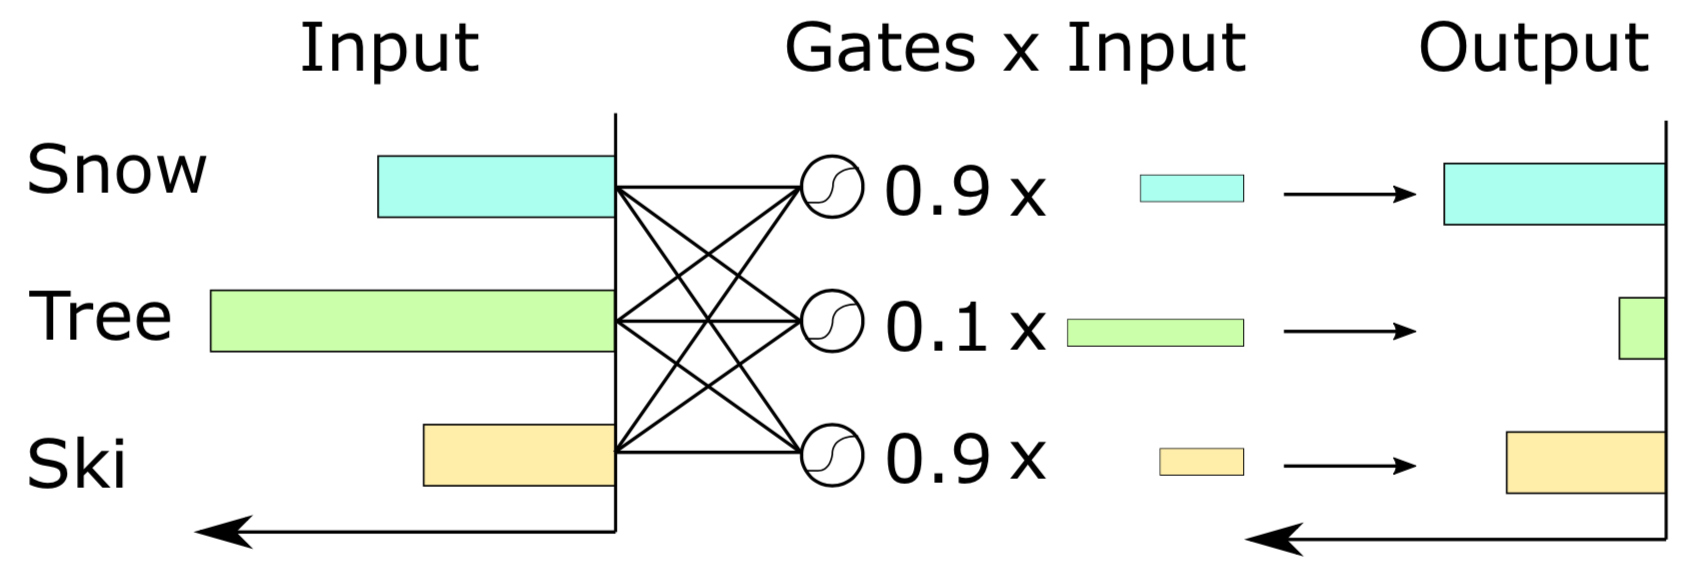 Input
Gates x Input
Output
Snow
0.9 x
Tree
0.1 x
Ski
0.9 x